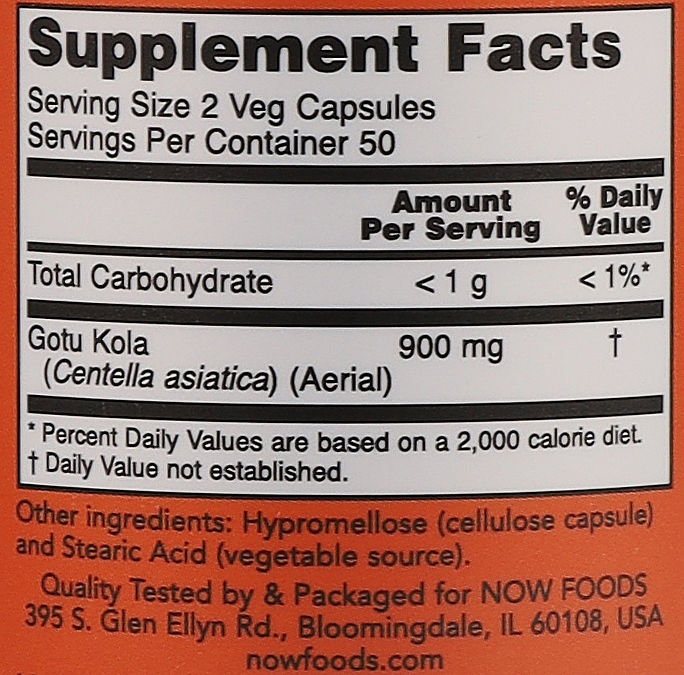 Supplement Facts
Serving Size 2 Veg Capsules
Servings Per Container 50
Amount Per Serving % Daily Value
Total Carbohydrate < 1 g < 1%*
Gotu Kola 900 mg †
(Centella asiatica) (Aerial)
* Percent Daily Values are based on a 2,000 calorie diet.
† Daily Value not established.
Other ingredients: Hypromellose (cellulose capsule)
and Stearic Acid (vegetable source).
Quality Tested by & Packaged for NOW FOODS
395 S. Glen Ellyn Rd., Bloomingdale, IL 60108, USA
nowfoods.com